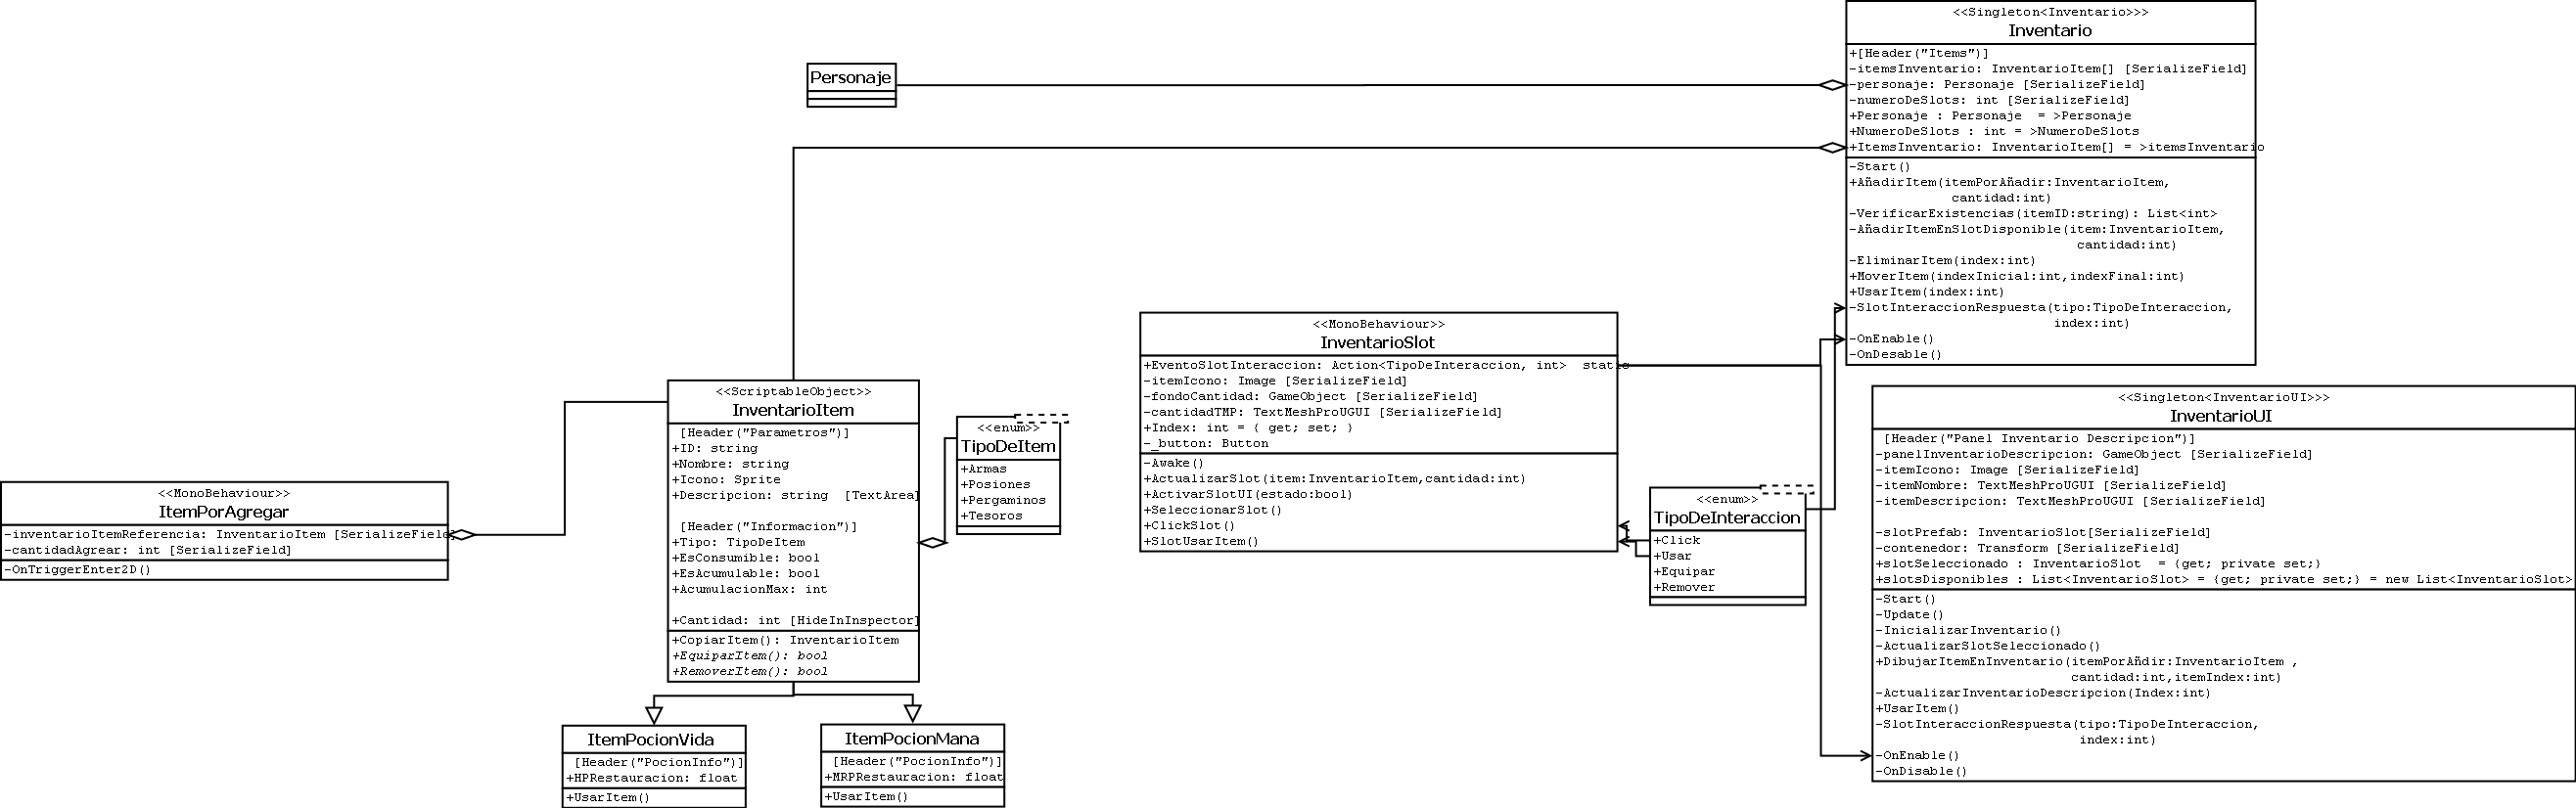 Personaje
<<Singleton<Inventario>>>
Inventario
+[Header("Items")]
-itemsInventario: InventarioItem[] [SerializeField]
-personaje: Personaje [SerializeField]
-numeroDeSlots: int [SerializeField]
+Personaje : Personaje  = >Personaje
+NumeroDeSlots : int = >NumeroDeSlots
+ItemsInventario: InventarioItem[] = >itemsInventario
-Start()
+AñadirItem(itemPorAñadir:InventarioItem,
cantidad:int)
-VerificarExistencias(itemID:string): List<int>
-AñadirItemEnSlotDisponible(item:InventarioItem,
cantidad:int)
-EliminarItem(index:int)
+MoverItem(indexInicial:int,indexFinal:int)
+UsarItem(index:int)
-SlotInteraccionRespuesta(tipo:TipoDeInteraccion,
index:int)
-OnEnable()
-OnDesable()
<<MonoBehaviour>>
ItemPorAgregar
-inventarioItemReferencia: InventarioItem [SerializeField]
-cantidadAgrear: int [SerializeField]
-OnTriggerEnter2D()
<<ScriptableObject>>
InventarioItem
[Header("Parametros")]
+ID: string
+Nombre: string
+Icono: Sprite
+Descripcion: string  [TextArea]
[Header("Informacion")]
+Tipo: TipoDeItem
+EsConsumible: bool
+EsAcumulable: bool
+AcumulacionMax: int
+Cantidad: int [HideInInspector]
+CopiarItem(): InventarioItem
+EquiparItem(): bool
+RemoverItem(): bool
<<enum>>
TipoDeItem
+Armas
+Posiones
+Pergaminos
+Tesoros
ItemPocionVida
[Header("PocionInfo")]
+HPRestauracion: float
+UsarItem()
ItemPocionMana
[Header("PocionInfo")]
+MRPRestauracion: float
+UsarItem()
<<MonoBehaviour>>
InventarioSlot
+EventoSlotInteraccion: Action<TipoDeInteraccion, int>  static
-itemIcono: Image [SerializeField]
-fondoCantidad: GameObject [SerializeField]
-cantidadTMP: TextMeshProUGUI [SerializeField]
+Index: int = ( get; set; )
-_button: Button
-Awake()
+ActualizarSlot(item:InventarioItem,cantidad:int)
+ActivarSlotUI(estado:bool)
+SeleccionarSlot()
+ClickSlot()
+SlotUsarItem()
<<enum>>
TipoDeInteraccion
+Click
+Usar
+Equipar
+Remover
<<Singleton<InventarioUI>>>
InventarioUI
[Header("Panel Inventario Descripcion")]
-panelInventarioDescripcion: GameObject [SerializeField]
-itemIcono: Image [SerializeField]
-itemNombre: TextMeshProUGUI [SerializeField]
-itemDescripcion: TextMeshProUGUI [SerializeField]
-slotPrefab: InventarioSlot[SerializeField]
-contenedor: Transform [SerializeField]
+slotSeleccionado : InventarioSlot  = (get; private set;)
+slotsDisponibles : List<InventarioSlot> = (get; private set;} = new List<InventarioSlot>
-Start()
-Update()
-InicializarInventario()
-ActualizarSlotSeleccionado()
+DibujarItemEnInventario(itemPorAñdir:InventarioItem ,
cantidad:int,itemIndex:int)
-ActualizarInventarioDescripcion(Index:int)
+UsarItem()
-SlotInteraccionRespuesta(tipo:TipoDeInteraccion,
index:int)
-OnEnable()
-OnDisable()